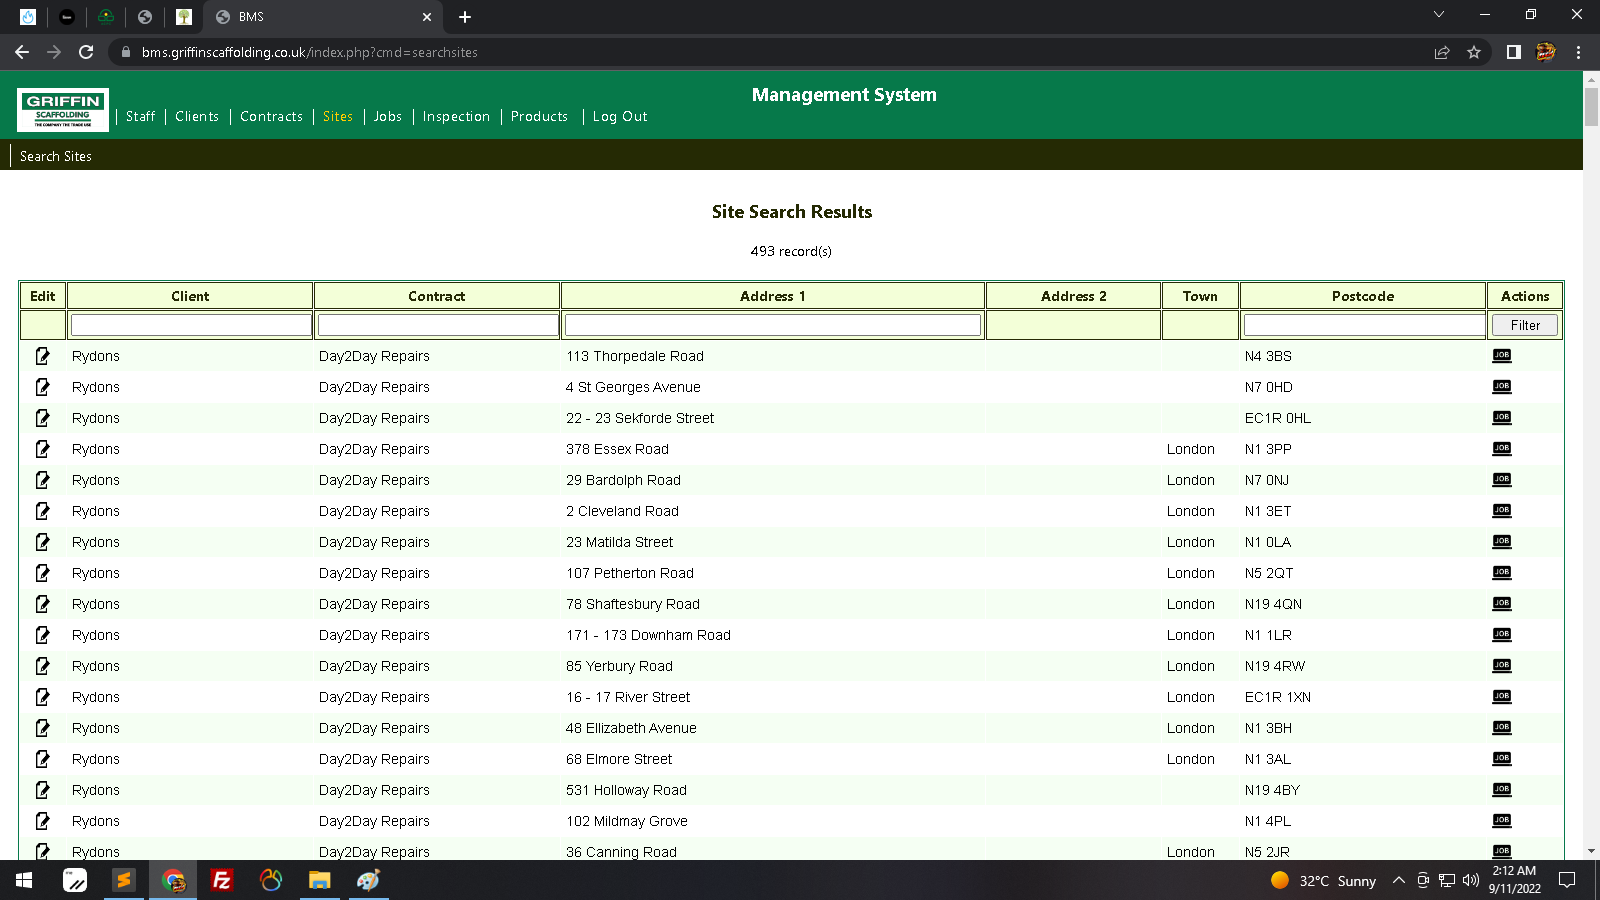 BMS
bms.griffinscaffolding.co.uk/index.php?cmd=searchsites
GRIFFIN
SCAFFOLDING
THE COMPANY THE TRADE USE
Management System
Staff Clients Contracts Sites Jobs Inspection Products Log Out
Search Sites
Site Search Results
493 record(s)
Edit Client Contract Address 1 Address 2 Town Postcode Actions
Filter
Rydons Day2Day Repairs 113 Thorpedale Road N4 3BS JOB
Rydons Day2Day Repairs 4 St Georges Avenue N7 0HD JOB
Rydons Day2Day Repairs 22 - 23 Sekforde Street EC1R 0HL JOB
Rydons Day2Day Repairs 378 Essex Road London N1 3PP JOB
Rydons Day2Day Repairs 29 Bardolph Road London N7 0NJ JOB
Rydons Day2Day Repairs 2 Cleveland Road London N1 3ET JOB
Rydons Day2Day Repairs 23 Matilda Street London N1 0LA JOB
Rydons Day2Day Repairs 107 Petherton Road London N5 2QT JOB
Rydons Day2Day Repairs 78 Shaftesbury Road London N19 4QN JOB
Rydons Day2Day Repairs 171 - 173 Downham Road London N1 1LR JOB
Rydons Day2Day Repairs 85 Yerbury Road London N19 4RW JOB
Rydons Day2Day Repairs 16 - 17 River Street London EC1R 1XN JOB
Rydons Day2Day Repairs 48 Ellizabeth Avenue London N1 3BH JOB
Rydons Day2Day Repairs 68 Elmore Street London N1 3AL JOB
Rydons Day2Day Repairs 531 Holloway Road N19 4BY JOB
Rydons Day2Day Repairs 102 Mildmay Grove N1 4PL JOB
Rydons Day2Day Repairs 36 Canning Road London N5 2JR JOB
32°C Sunny
2:12 AM
9/11/2022